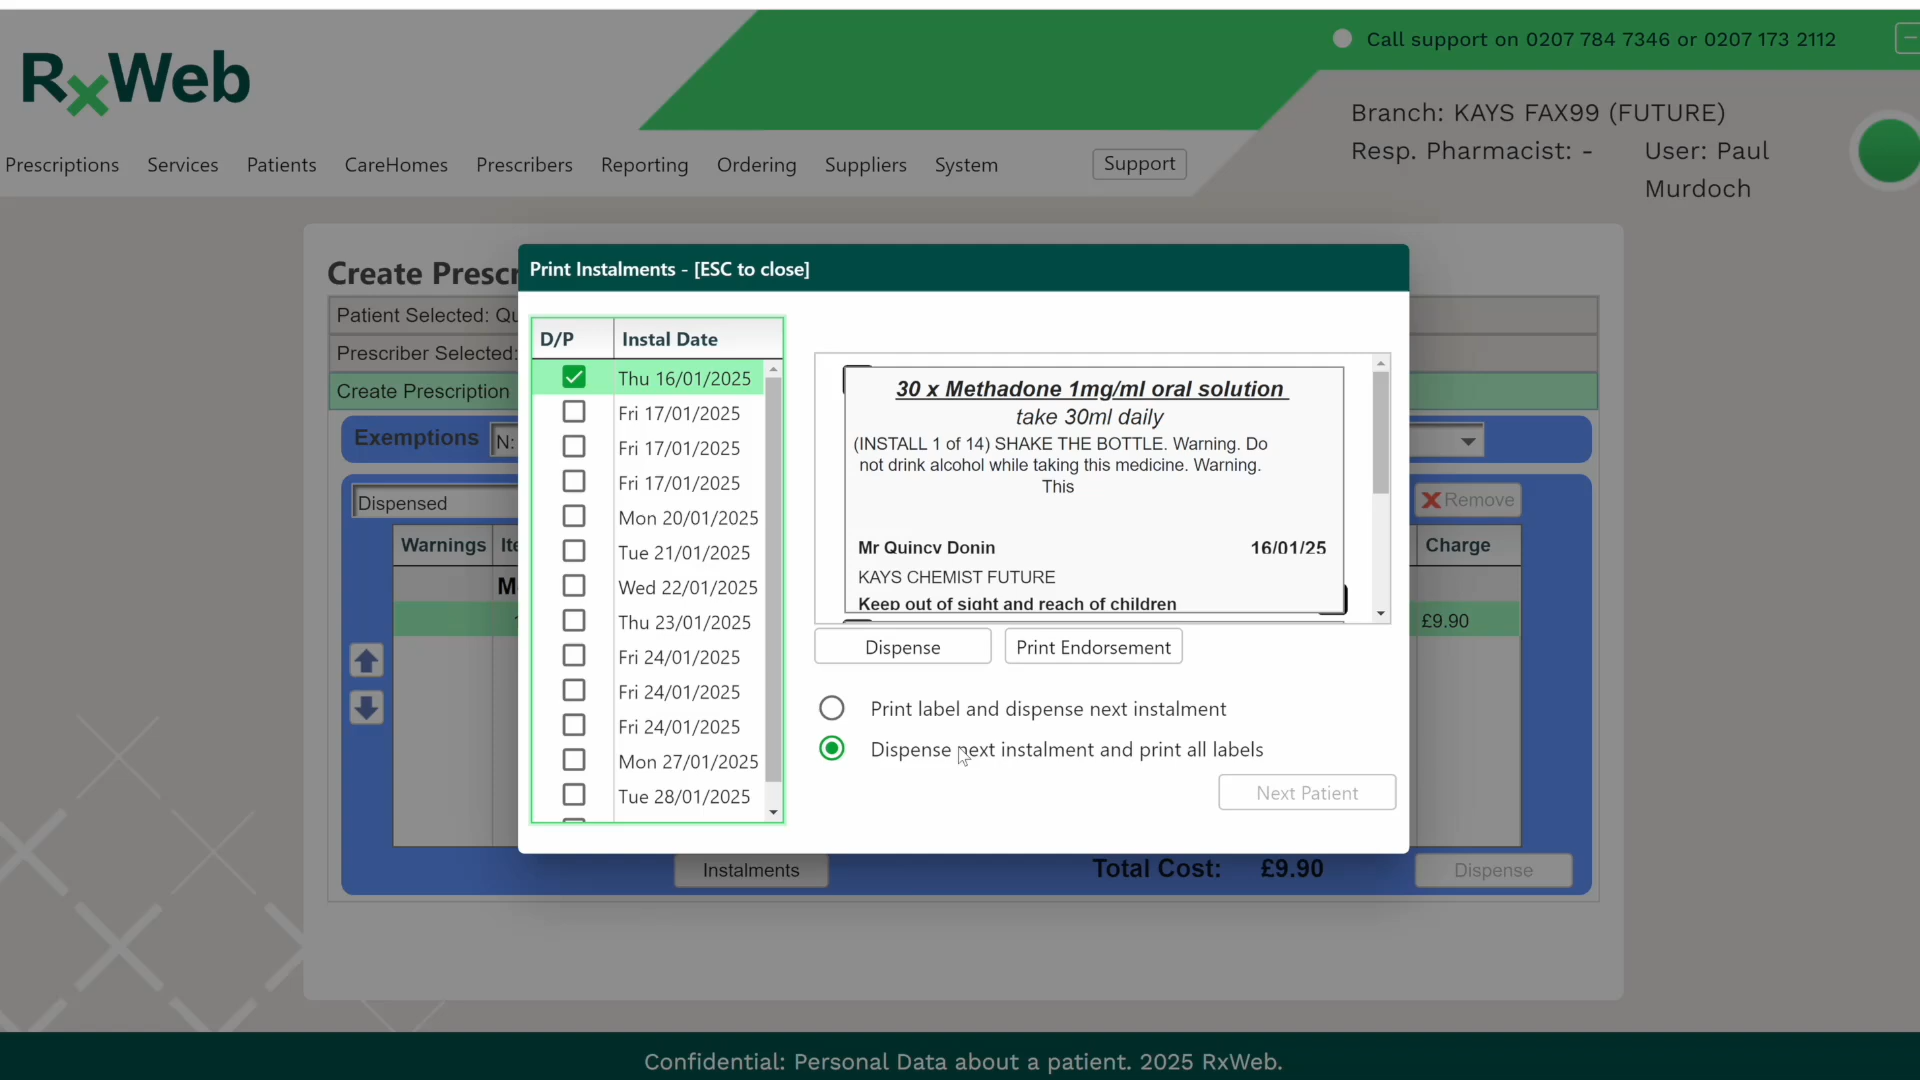 Call support on 0207 784 7346 or 0207 173 2112
RxWeb
Branch: KAYS FAX99 (FUTURE)
Resp. Pharmacist: -
User: Paul
Murdoch
Prescriptions Services Patients CareHomes Prescribers Reporting Ordering Suppliers System Support
Create Prescr
Patient Selected: Qu
Prescriber Selected:
Create Prescription
Exemptions N:
Dispensed
Remove
Warnings Ite
Charge
M
£9.90
Print Instalments - [ESC to close]
D/P Instal Date
Thu 16/01/2025
Fri 17/01/2025
Fri 17/01/2025
Fri 17/01/2025
Mon 20/01/2025
Tue 21/01/2025
Wed 22/01/2025
Thu 23/01/2025
Fri 24/01/2025
Fri 24/01/2025
Fri 24/01/2025
Mon 27/01/2025
Tue 28/01/2025
30 x Methadone 1mg/ml oral solution
take 30ml daily
(INSTALL 1 of 14) SHAKE THE BOTTLE. Warning. Do
not drink alcohol while taking this medicine. Warning.
This
Mr Quincy Donin 16/01/25
KAYS CHEMIST FUTURE
Keep out of sight and reach of children
Dispense Print Endorsement
Print label and dispense next instalment
Dispense next instalment and print all labels
Next Patient
Instalments
Total Cost: £9.90
Dispense
Confidential: Personal Data about a patient. 2025 RxWeb.